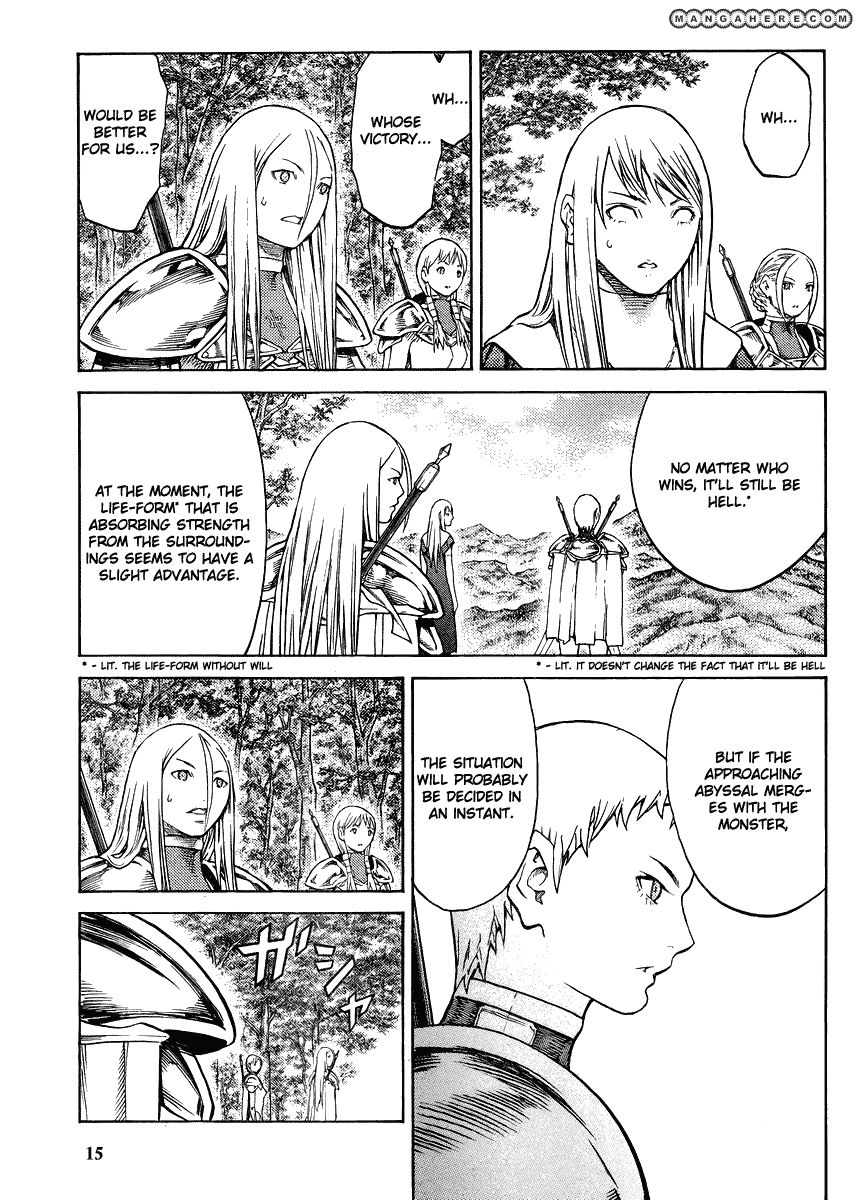 MANGAHERE.COM
WH...
WH...
WHOSE
VICTORY...
WOULD BE
BETTER
FOR US...?
NO MATTER WHO
WINS, IT'LL STILL BE
HELL.*
AT THE MOMENT, THE
LIFE-FORM* THAT IS
ABSORBING STRENGTH
FROM THE SURROUND-
INGS SEEMS TO HAVE A
SLIGHT ADVANTAGE.
* - LIT. THE LIFE-FORM WITHOUT WILL
* - LIT. IT DOESN'T CHANGE THE FACT THAT IT'LL BE HELL
BUT IF THE
APPROACHING
ABYSSAL MERG-
ES WITH THE
MONSTER,
THE SITUATION
WILL PROBABLY
BE DECIDED IN
AN INSTANT.
ガシャ
15